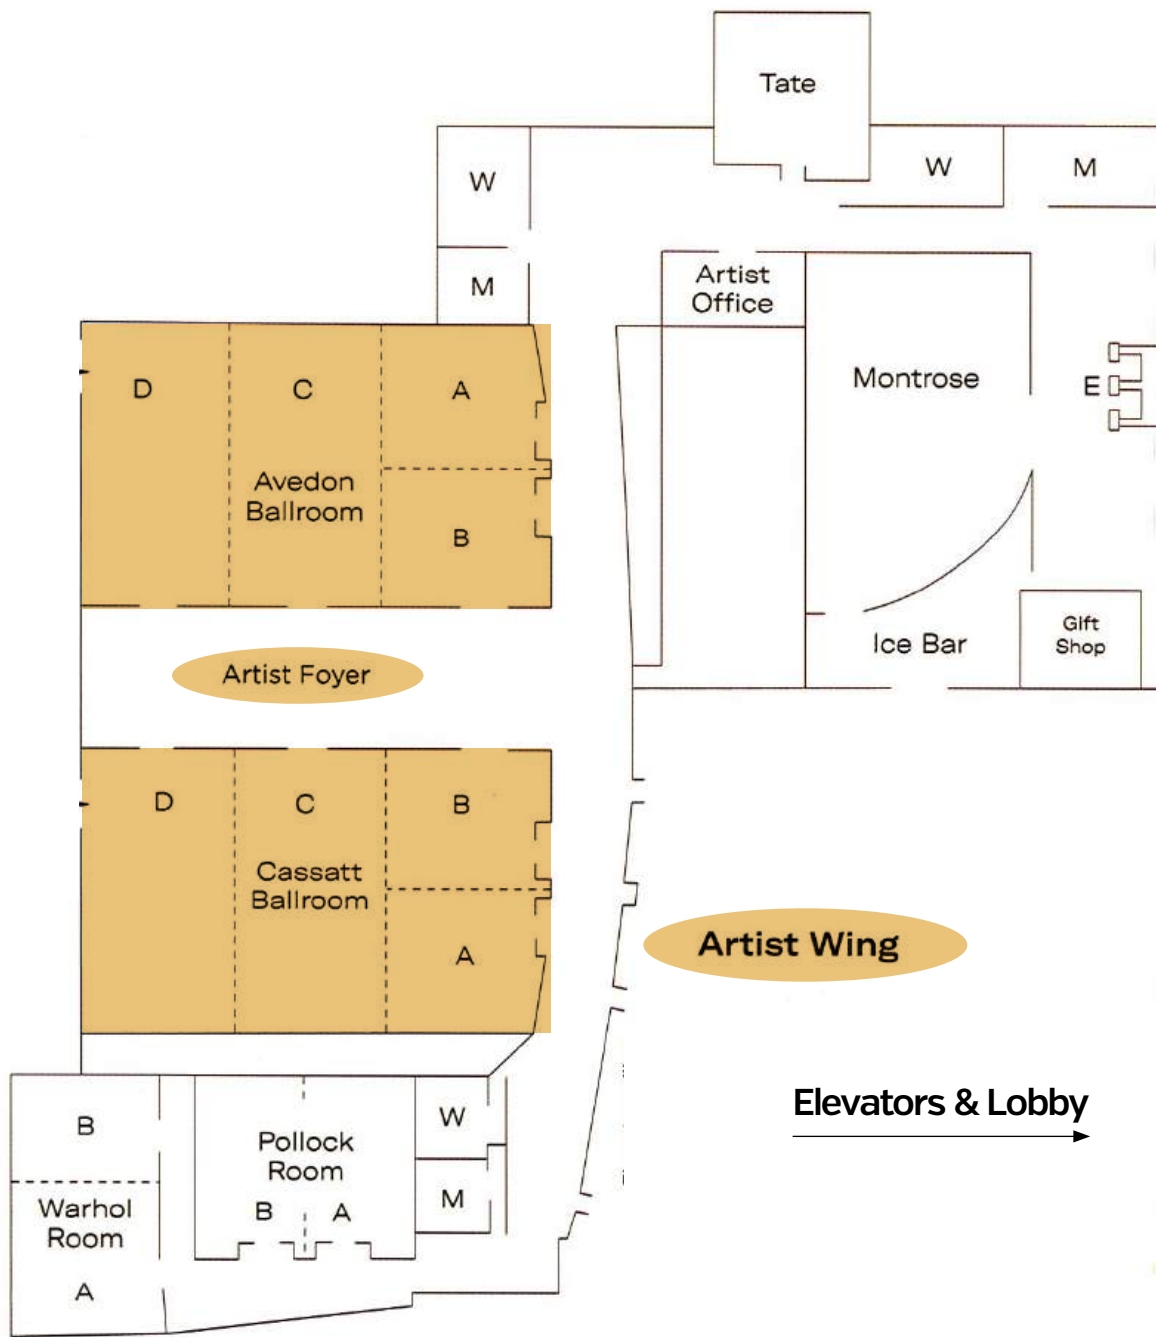 Tate
W
W
M
M
Artist
Office
Montrose
E
D
C
A
Avedon
Ballroom
B
Gift
Shop
Ice Bar
Artist Foyer
D
C
B
Cassatt
Ballroom
A
Artist Wing
Elevators & Lobby
B
W
Pollock
Room
M
B
A
Warhol
Room
A